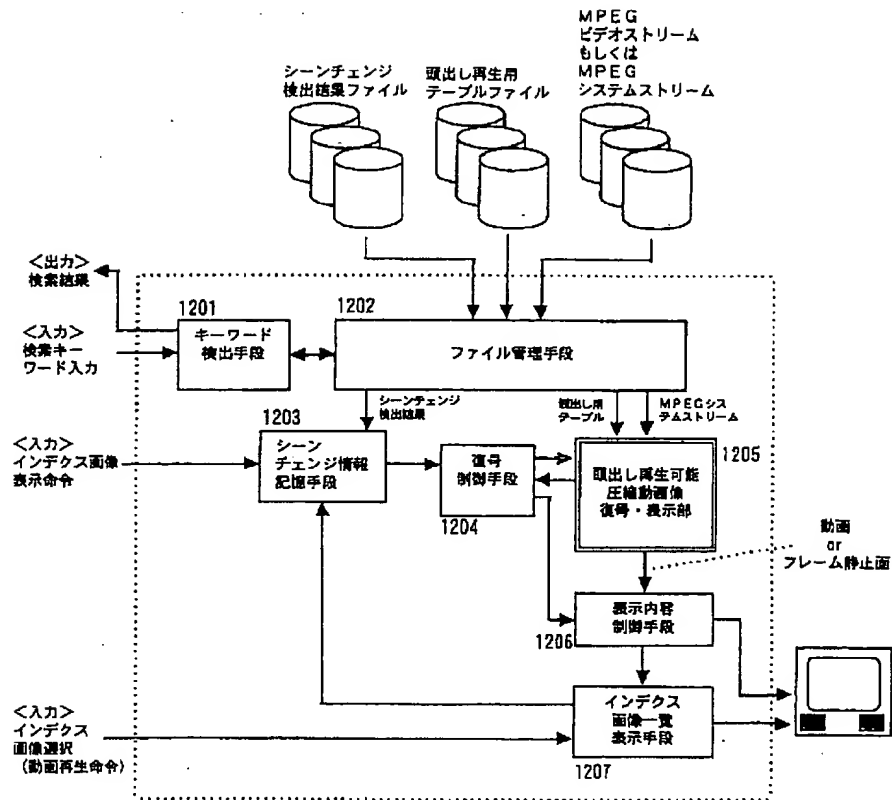 MPEG
ビデオストリーム
もしくは
MPEG
システムストリーム
シーンチェンジ
検出結果ファイル
頭出し再生用
テーブルファイル
<出力>
検索結果
1201
キーワード
検出手段
1202
ファイル管理手段
<入力>
検索キー
ワード入力
シーンチェンジ
検出結果
頭出し用
テーブル
MPEGシス
テムストリーム
1203
シーン
チェンジ情報
記憶手段
<入力>
インデクス画像
表示命令
復号
制御手段
1204
1205
頭出し再生可能
圧縮動画像
復号・表示部
動画
or
フレーム静止面
表示内容
制御手段
1206
<入力>
インデクス
画像選択
(動画再生命令)
インデクス
画像一覧
表示手段
1207